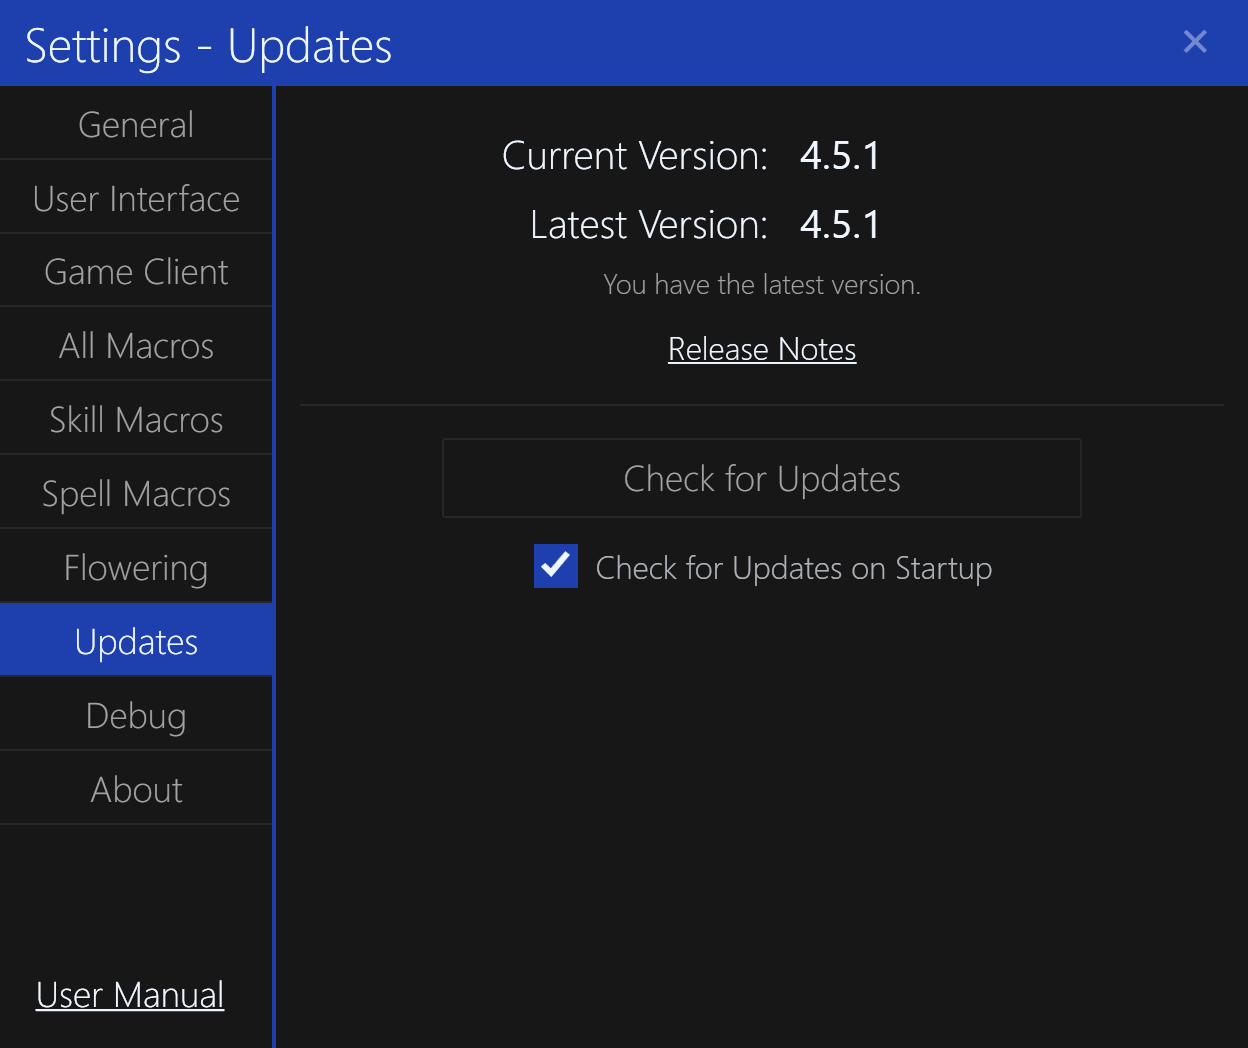 Settings - Updates
General
User Interface
Game Client
All Macros
Skill Macros
Spell Macros
Flowering
Updates
Debug
About
User Manual
Current Version: 4.5.1
Latest Version: 4.5.1
You have the latest version.
Release Notes
Check for Updates
Check for Updates on Startup